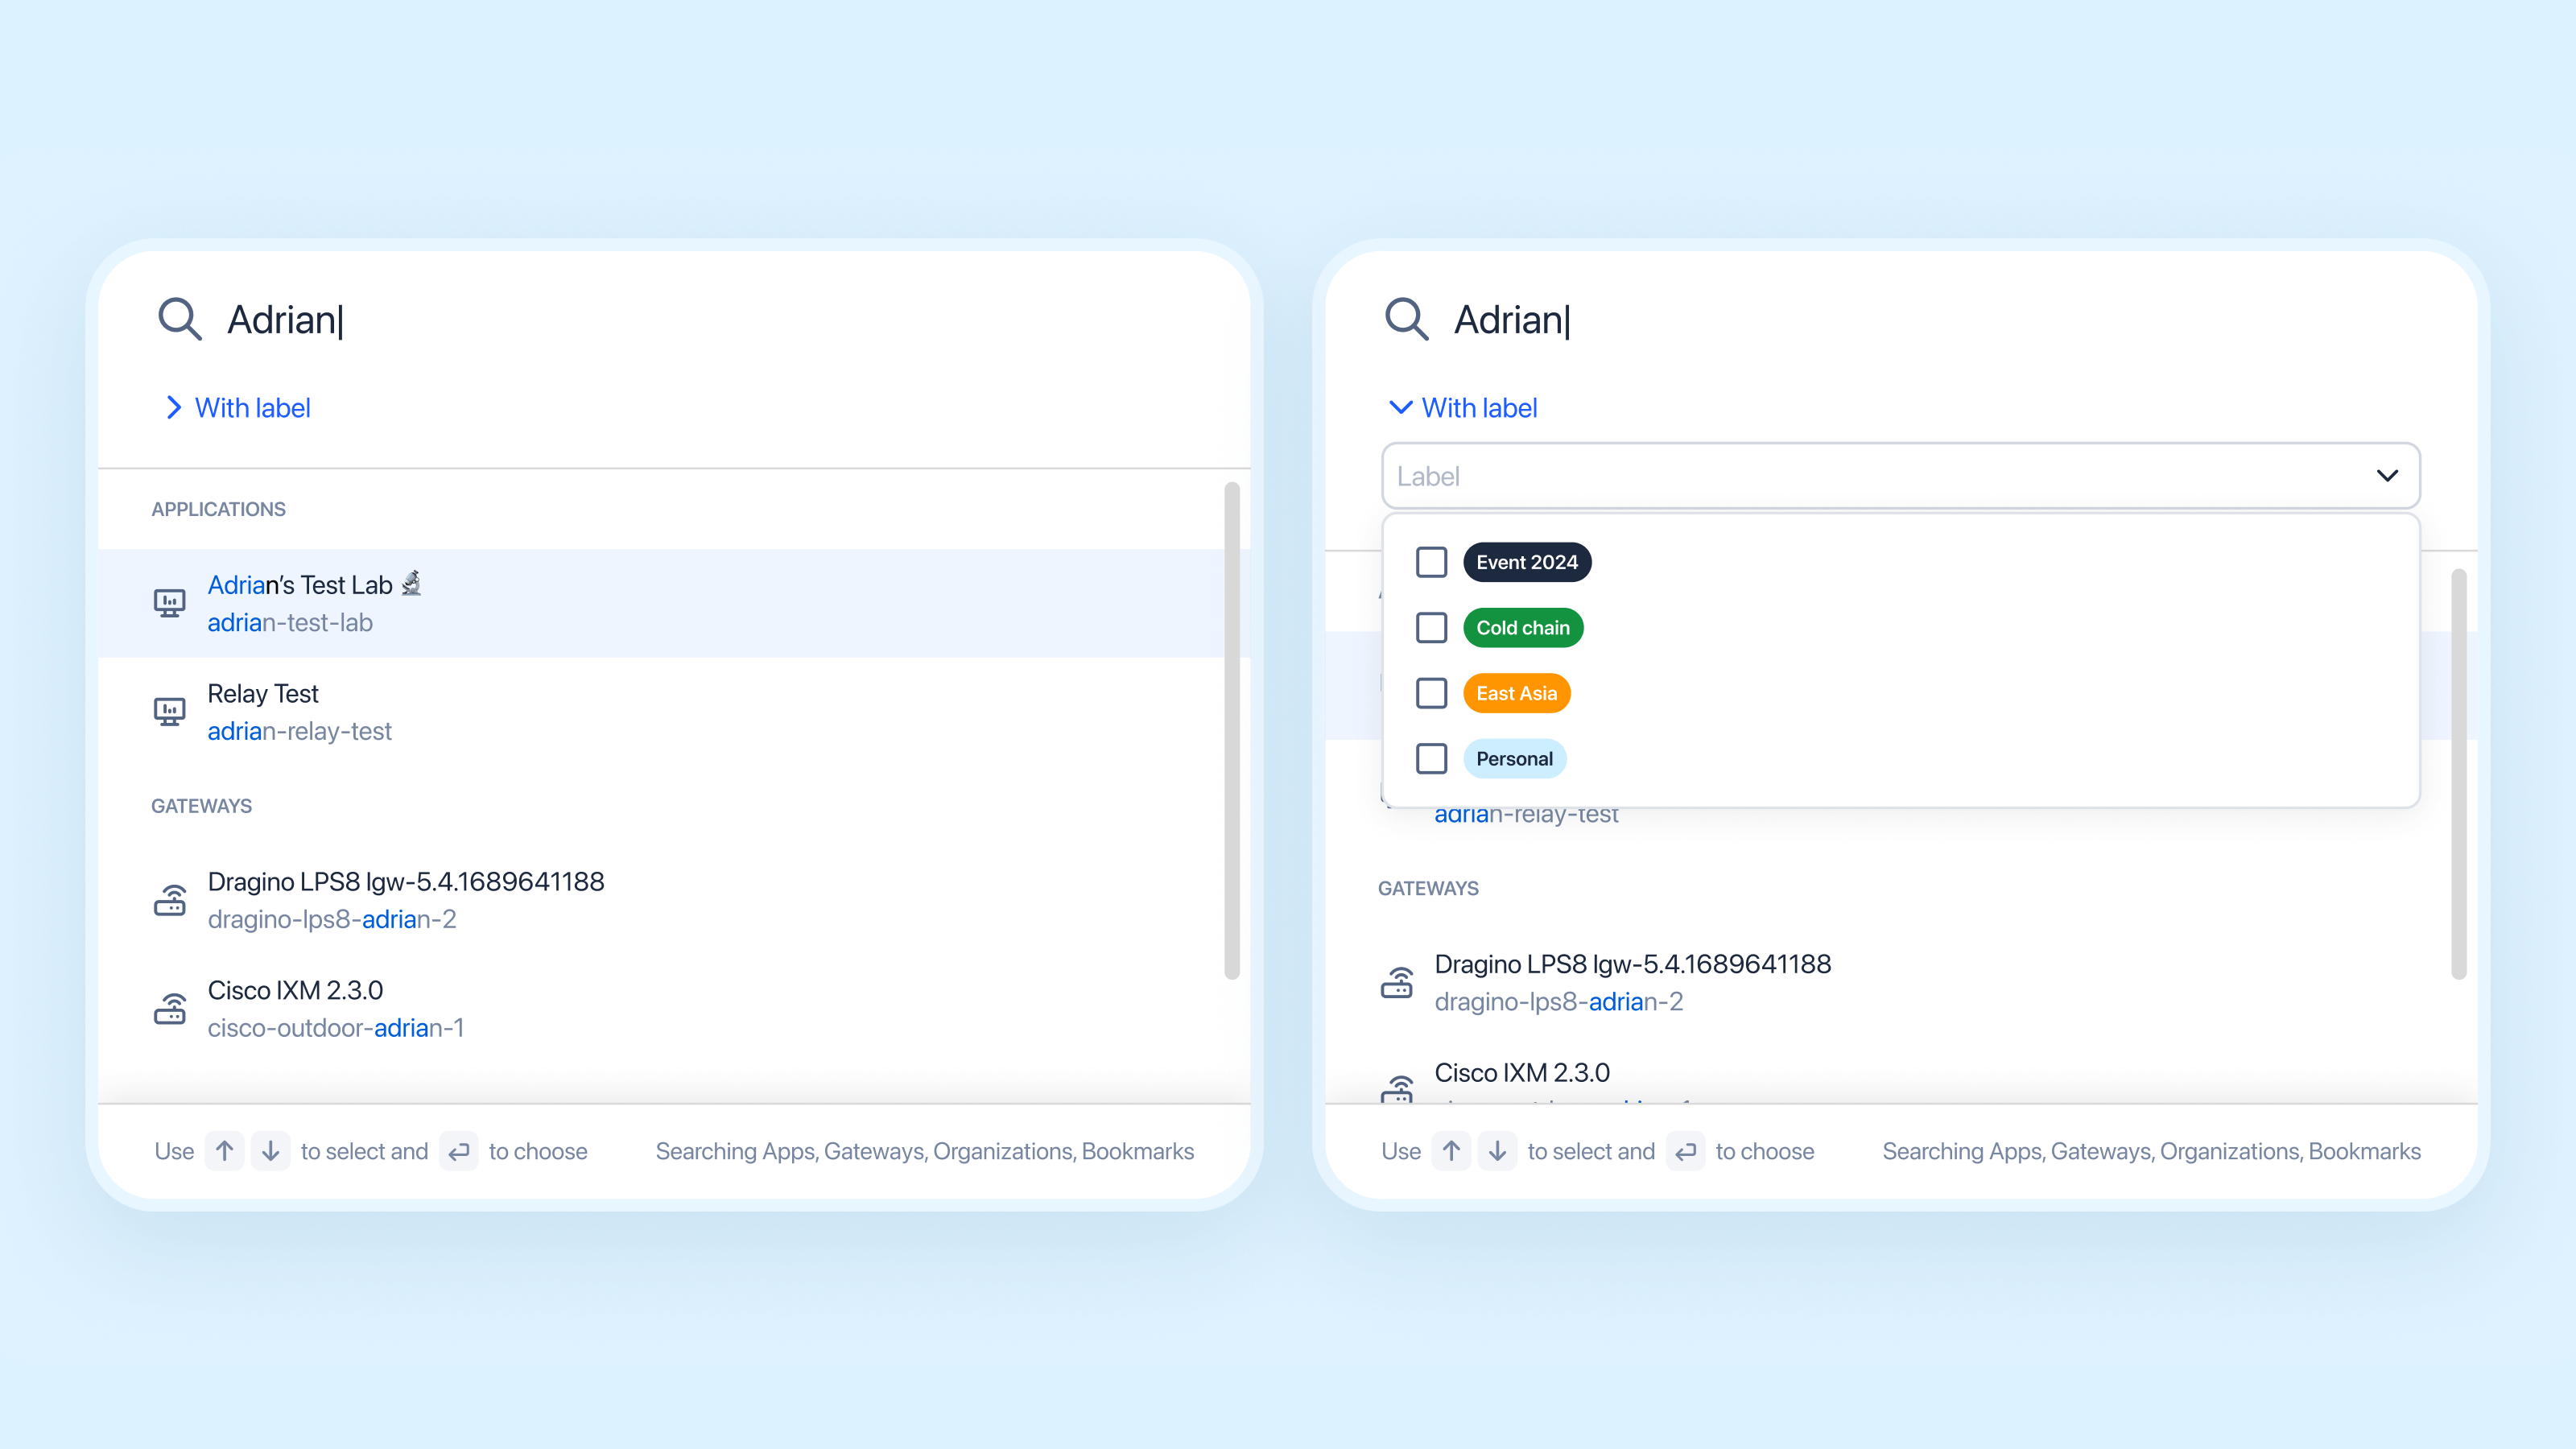 Adrian
With label
APPLICATIONS
Adrian's Test Lab 🔬
adrian-test-lab
Relay Test
adrian-relay-test
GATEWAYS
Dragino LPS8 lgw-5.4.1689641188
dragino-lps8-adrian-2
Cisco IXM 2.3.0
cisco-outdoor-adrian-1
Use ↑ ↓ to select and ↵ to choose
Searching Apps, Gateways, Organizations, Bookmarks
Adrian
With label
Label
Event 2024
Cold chain
East Asia
Personal
adrian-relay-test
GATEWAYS
Dragino LPS8 lgw-5.4.1689641188
dragino-lps8-adrian-2
Cisco IXM 2.3.0
Use ↑ ↓ to select and ↵ to choose
Searching Apps, Gateways, Organizations, Bookmarks